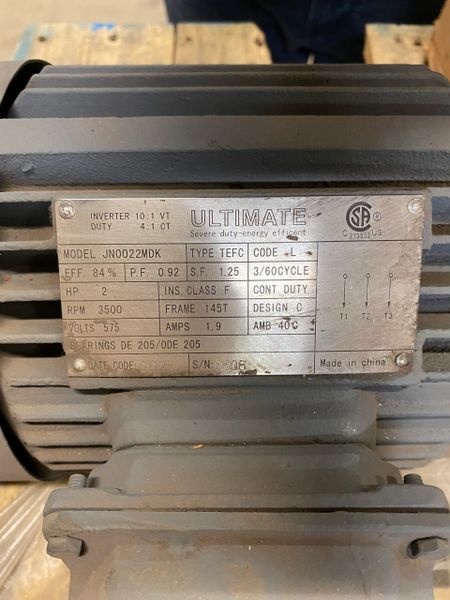 INVERTER 10:1 VT
DUTY 4:1 CT
ULTIMATE
Severe duty-energy efficent
CSA ®
C US
MODEL JN0022MDK TYPE TEFC CODE L
EFF. 84% P.F. 0.92 S.F. 1.25 3/60CYCLE
HP 2 INS.CLASS F CONT DUTY
RPM 3500 FRAME 145T DESIGN C
VOLTS 575 AMPS 1.9 AMB 40C
T1 T2 T3
BEARINGS DE 205/ODE 205
DATE CODE: S/N:
Made in china